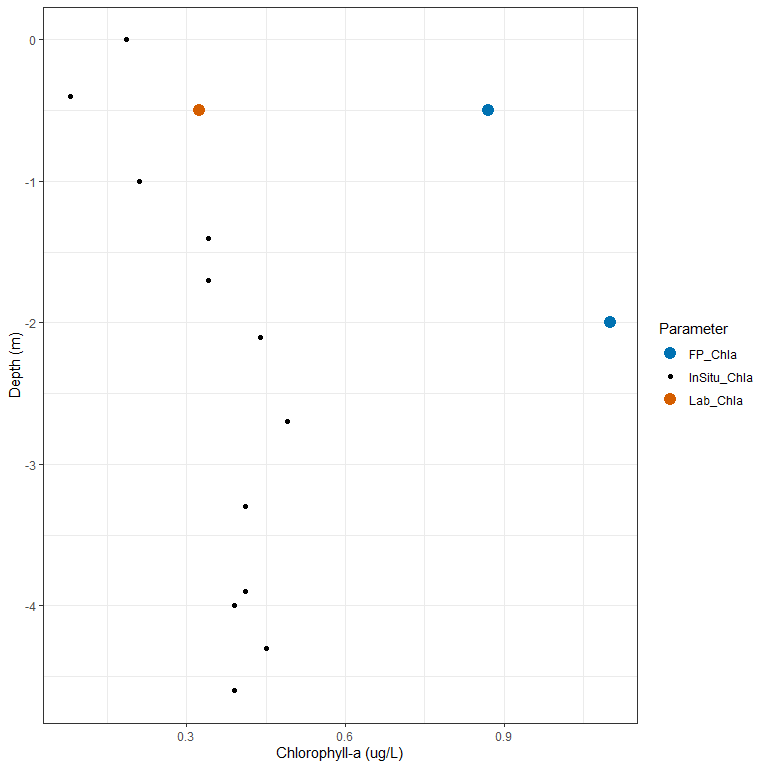 0
-1
-2
-3
-4
Depth (m)
0.3 0.6 0.9
Chlorophyll-a (ug/L)
Parameter
FP_Chla
InSitu_Chla
Lab_Chla